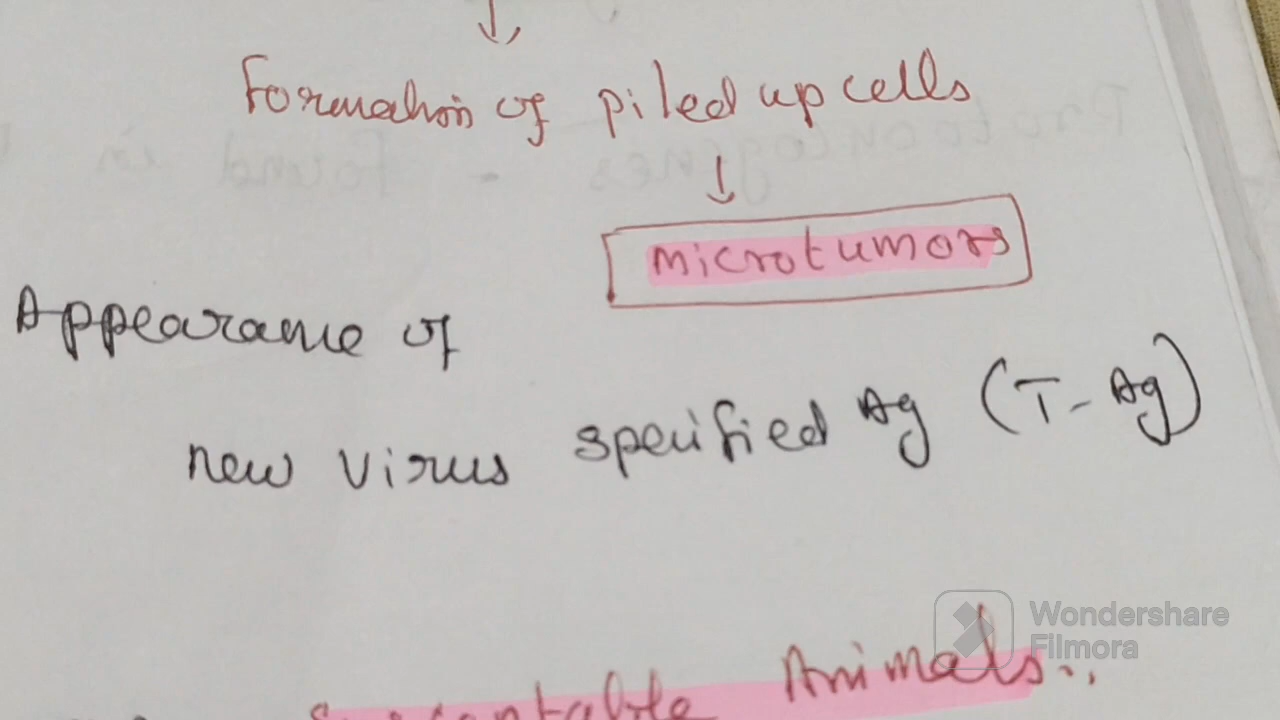 ↓
Formation of piled up cells
↓
microtumors
Appearance of
new virus specified Ag (T-Ag)
Animals..
Wondershare
Filmora